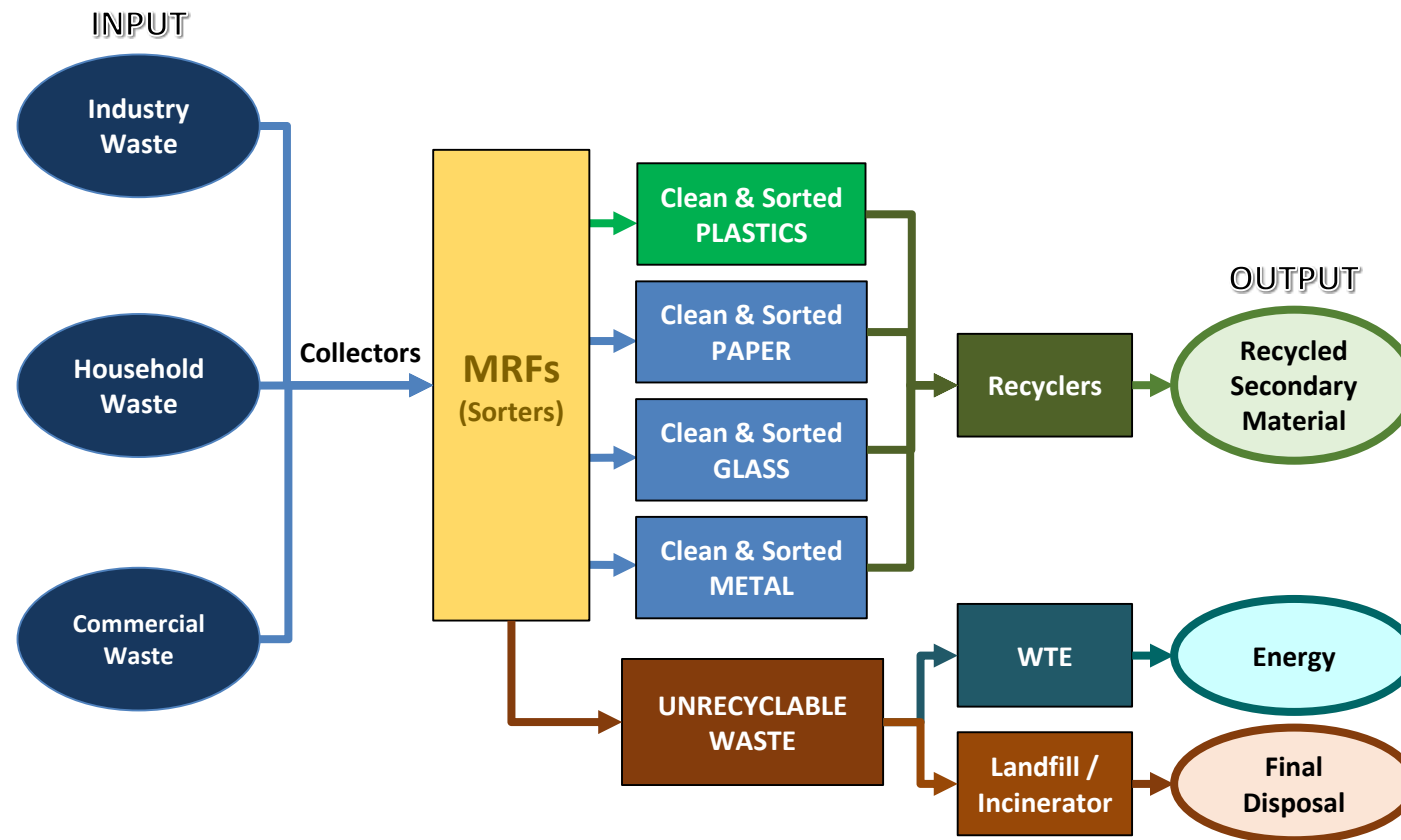 INPUT
Industry
Waste
Household
Waste
Commercial
Waste
Collectors
MRFs
(Sorters)
Clean & Sorted
PLASTICS
Clean & Sorted
PAPER
Clean & Sorted
GLASS
Clean & Sorted
METAL
UNRECYCLABLE
WASTE
Recyclers
WTE
Landfill /
Incinerator
OUTPUT
Recycled
Secondary
Material
Energy
Final
Disposal